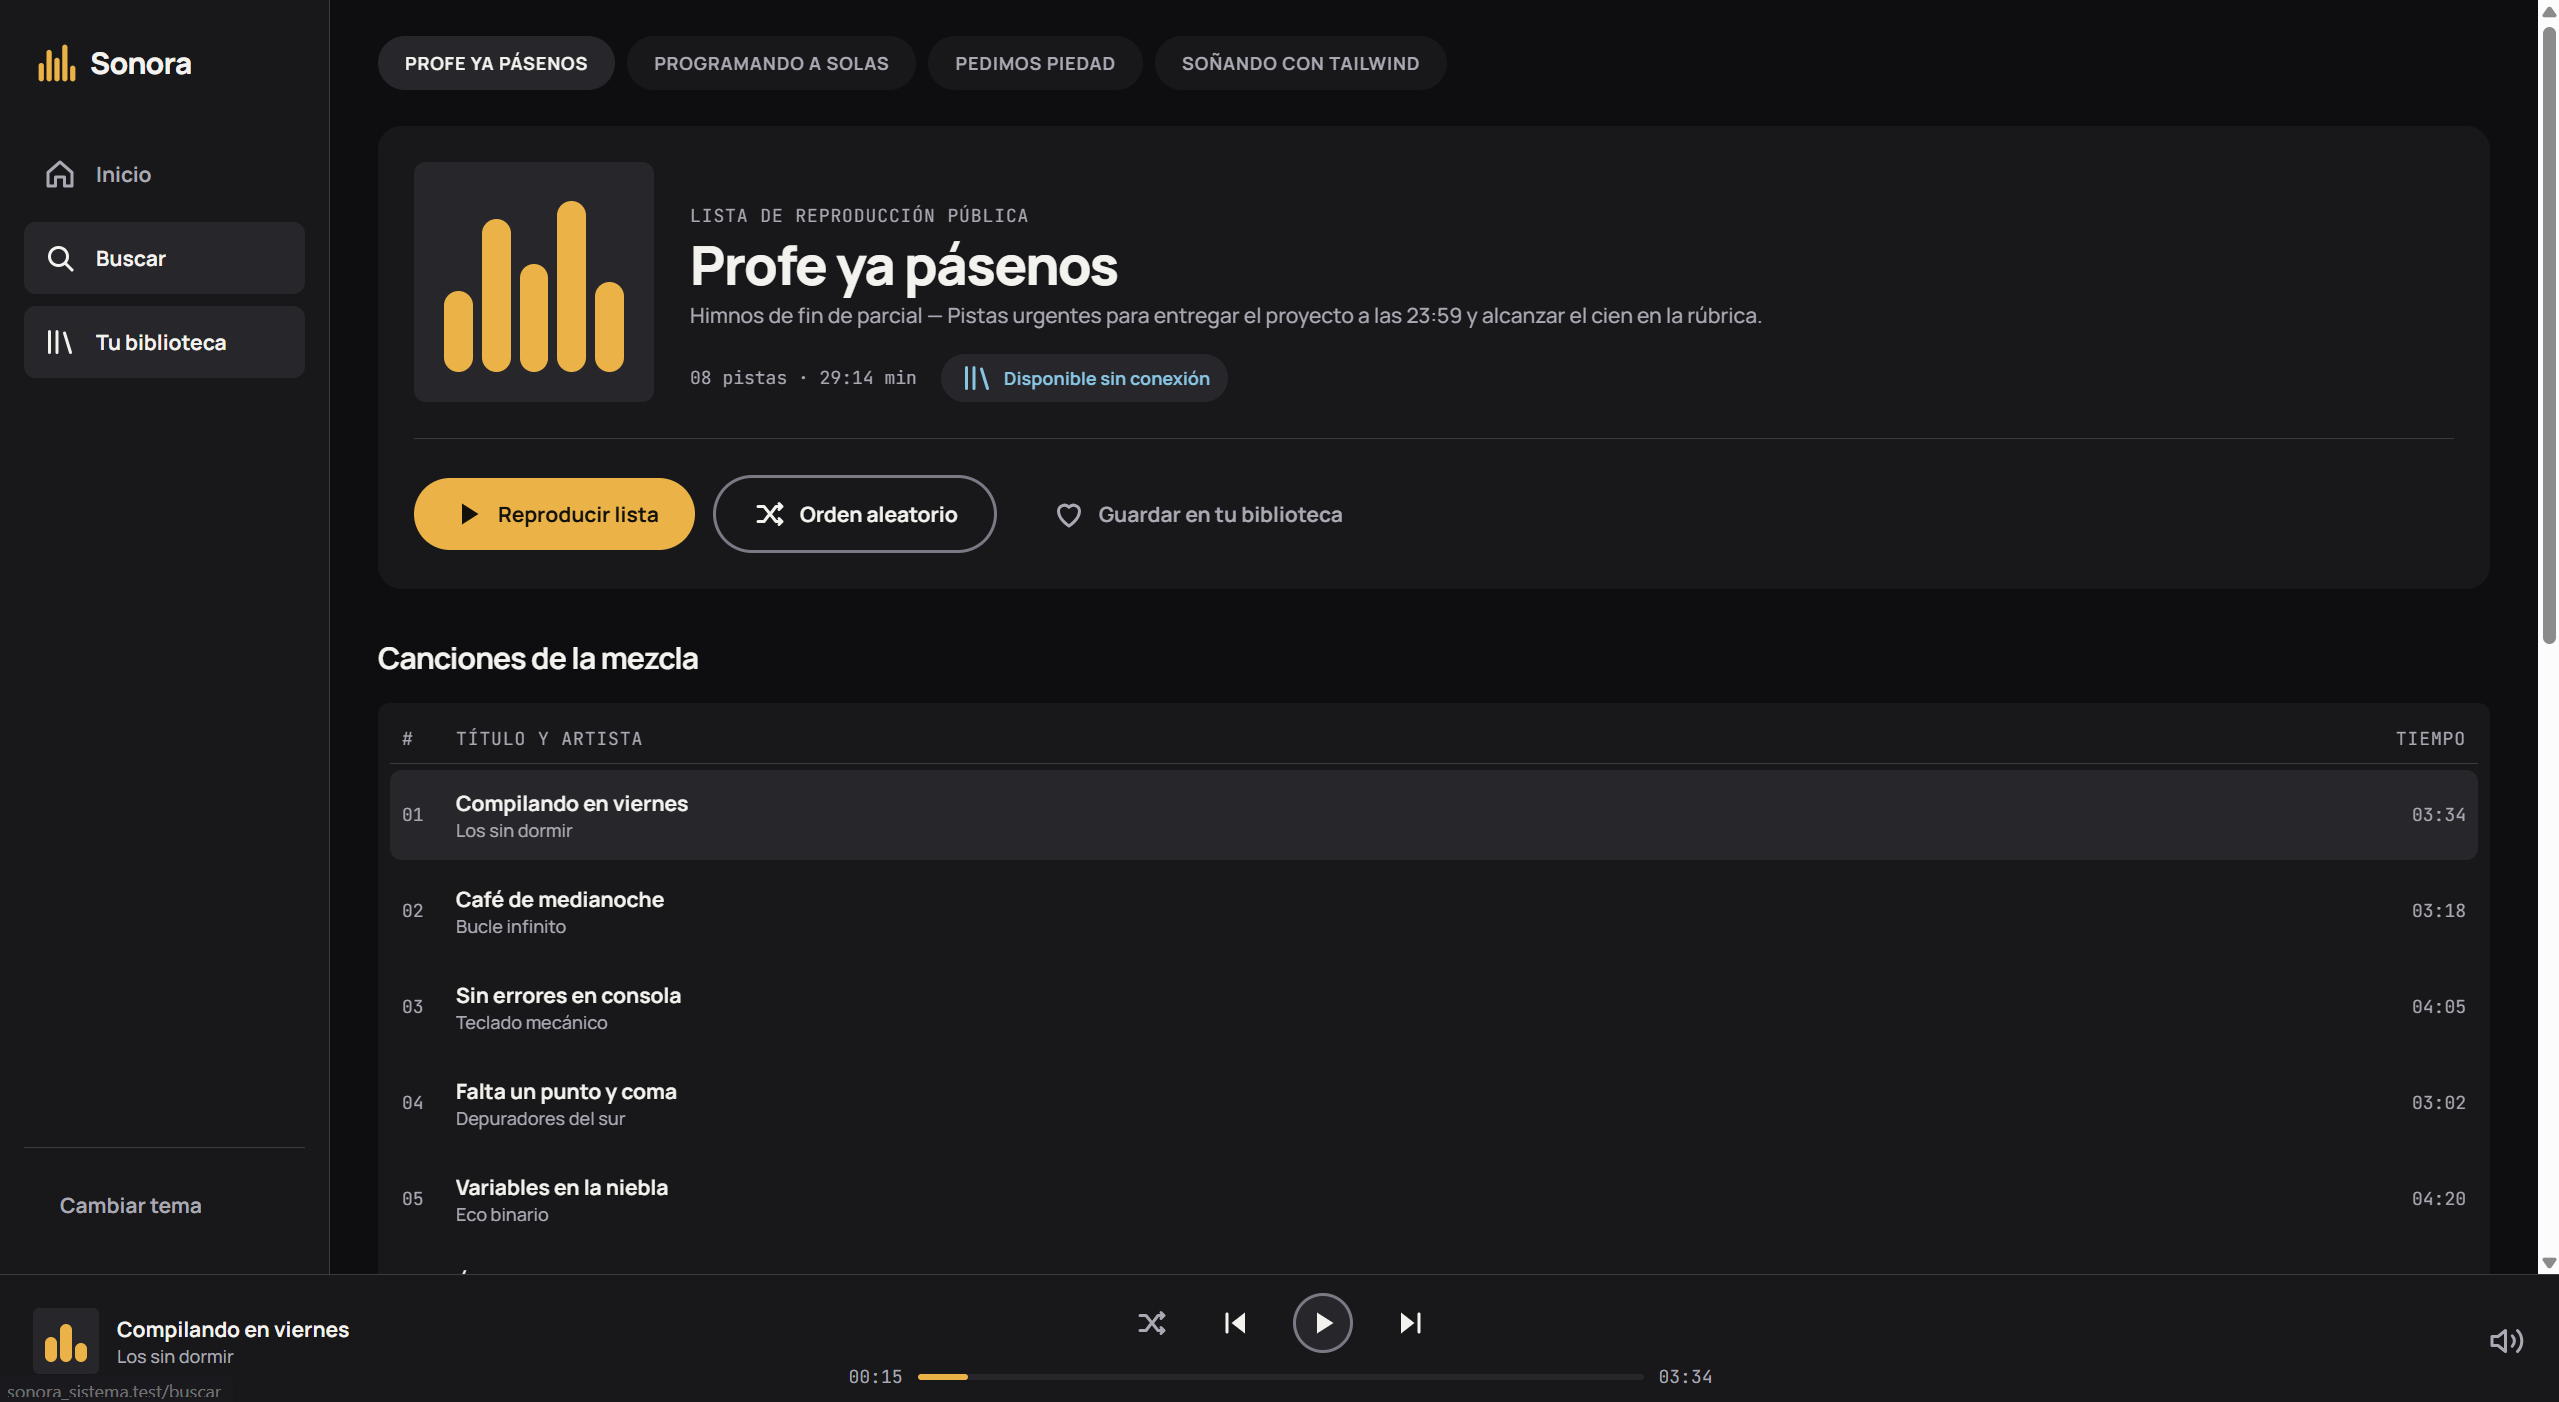 Sonora
Inicio
Buscar
Tu biblioteca
Cambiar tema
PROFE YA PÁSENOS
PROGRAMANDO A SOLAS
PEDIMOS PIEDAD
SOÑANDO CON TAILWIND
LISTA DE REPRODUCCIÓN PÚBLICA
Profe ya pásenos
Himnos de fin de parcial — Pistas urgentes para entregar el proyecto a las 23:59 y alcanzar el cien en la rúbrica.
08 pistas · 29:14 min
Disponible sin conexión
Reproducir lista
Orden aleatorio
Guardar en tu biblioteca
Canciones de la mezcla
# TÍTULO Y ARTISTA TIEMPO
01 Compilando en viernes 03:34
Los sin dormir
02 Café de medianoche 03:18
Bucle infinito
03 Sin errores en consola 04:05
Teclado mecánico
04 Falta un punto y coma 03:02
Depuradores del sur
05 Variables en la niebla 04:20
Eco binario
Compilando en viernes
Los sin dormir
00:15 03:34
sonora_sistema.test/buscar